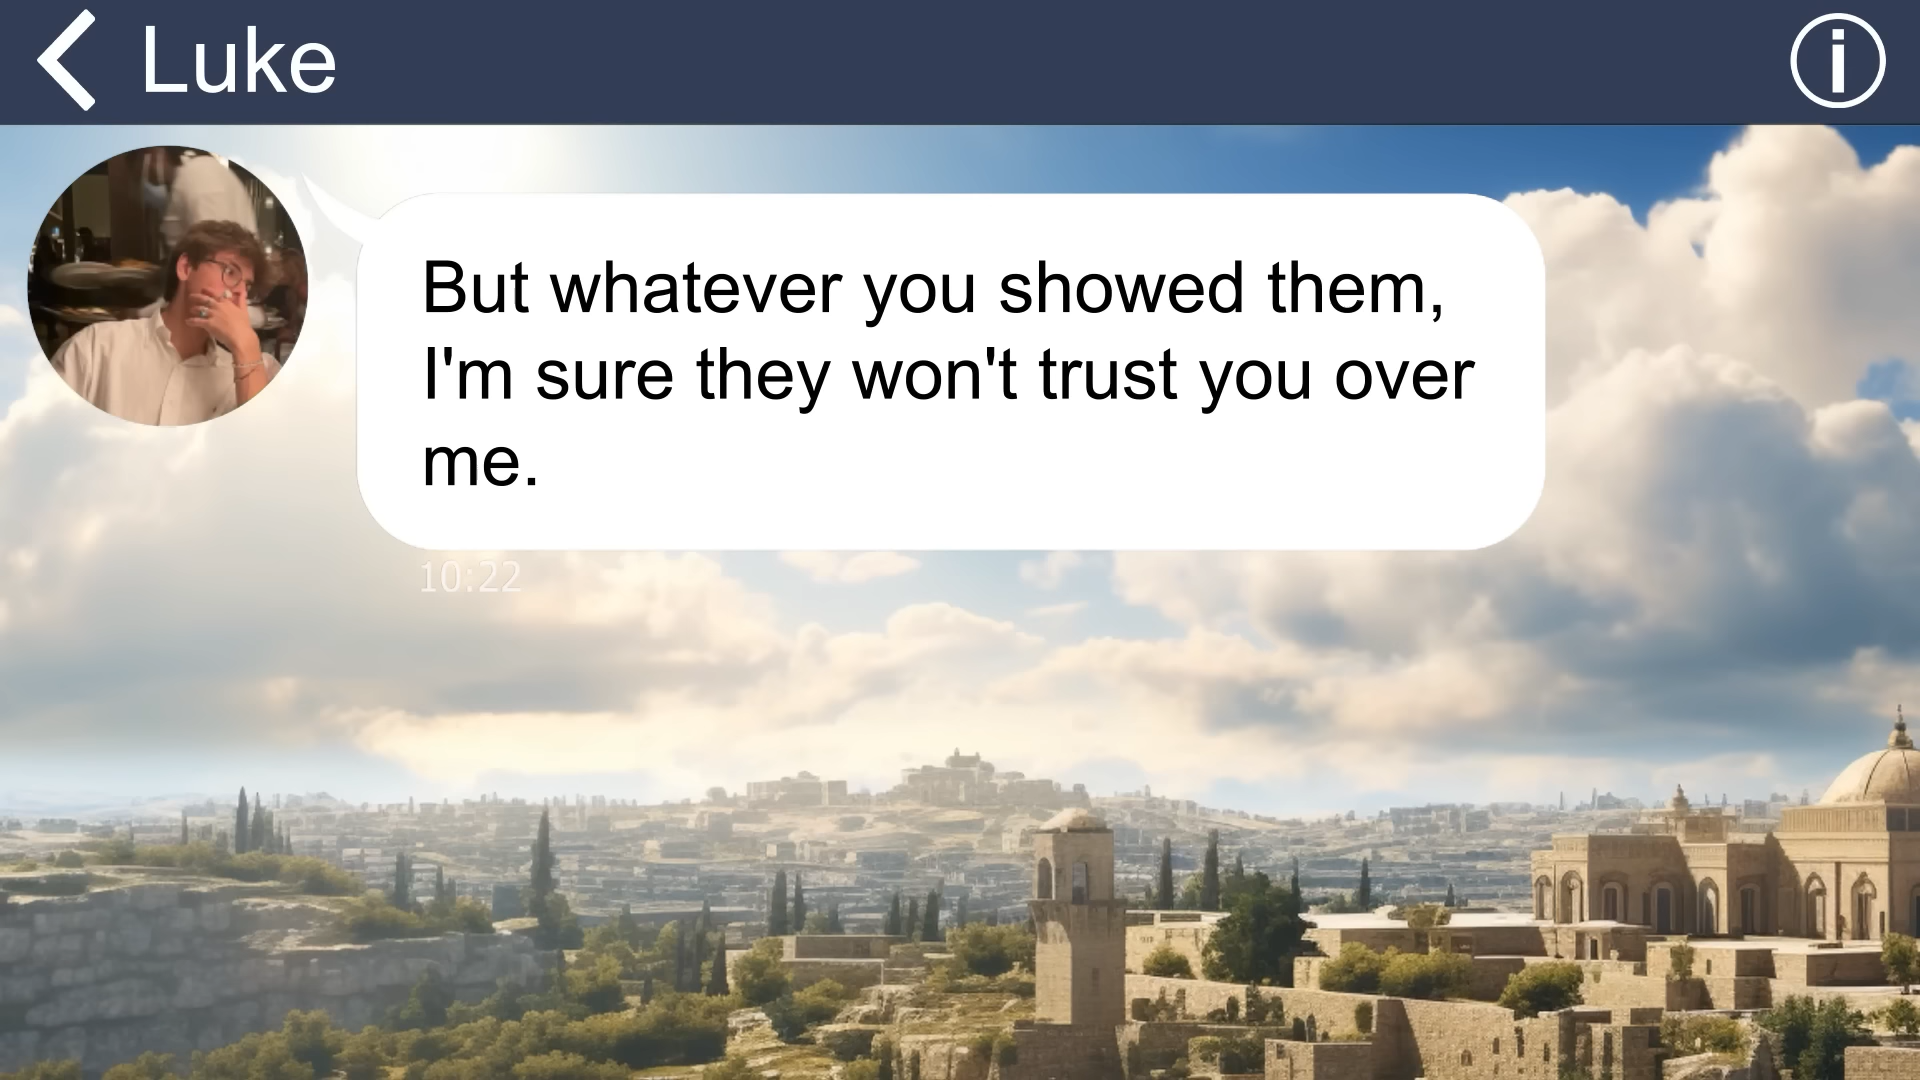 Luke
But whatever you showed them,
I'm sure they won't trust you over
me.
10:22